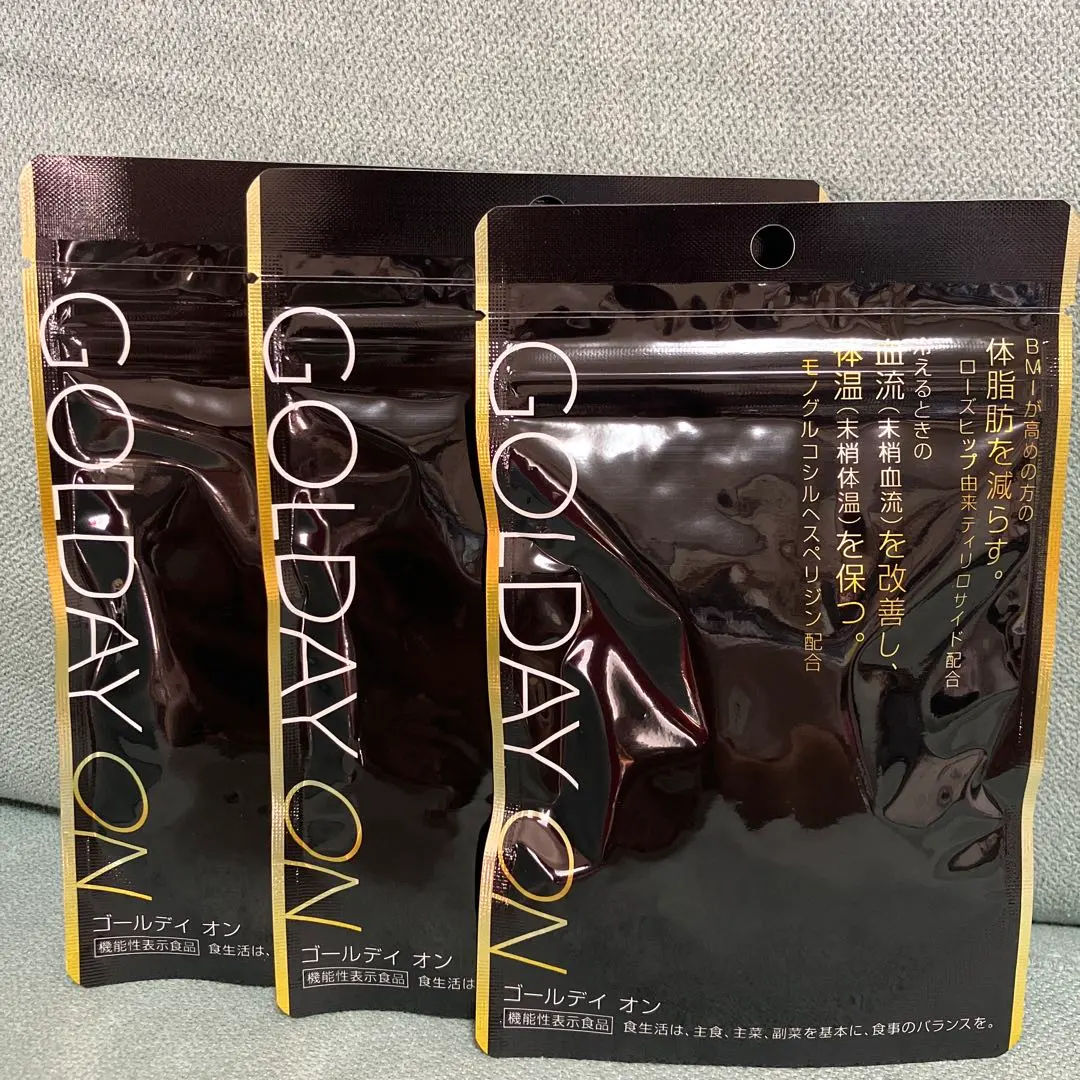 GOLDAY ON
ゴールデイ オン
機能性表示食品 食生活は、
GOLDAY ON
ゴールデイ オン
機能性表示食品 食生活は
GOLDAY ON
BMIが高めの方の
体脂肪を減らす。
ローズヒップ由来ティリロサイド配合
冷えるときの
血流(末梢血流)を改善し、
体温(末梢体温)を保つ。
モノグルコシルヘスペリジン配合
ゴールデイ オン
機能性表示食品 食生活は、主食、主菜、副菜を基本に、食事のバランスを。